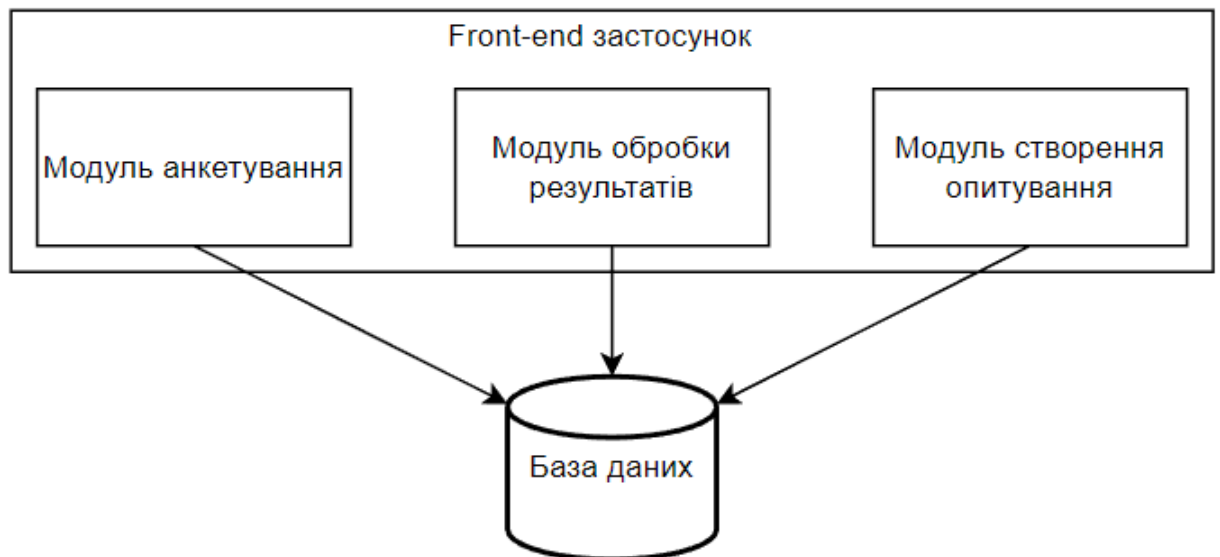 Front-end застосунок
Модуль анкетування
Модуль обробки
результатів
Модуль створення
опитування
База даних